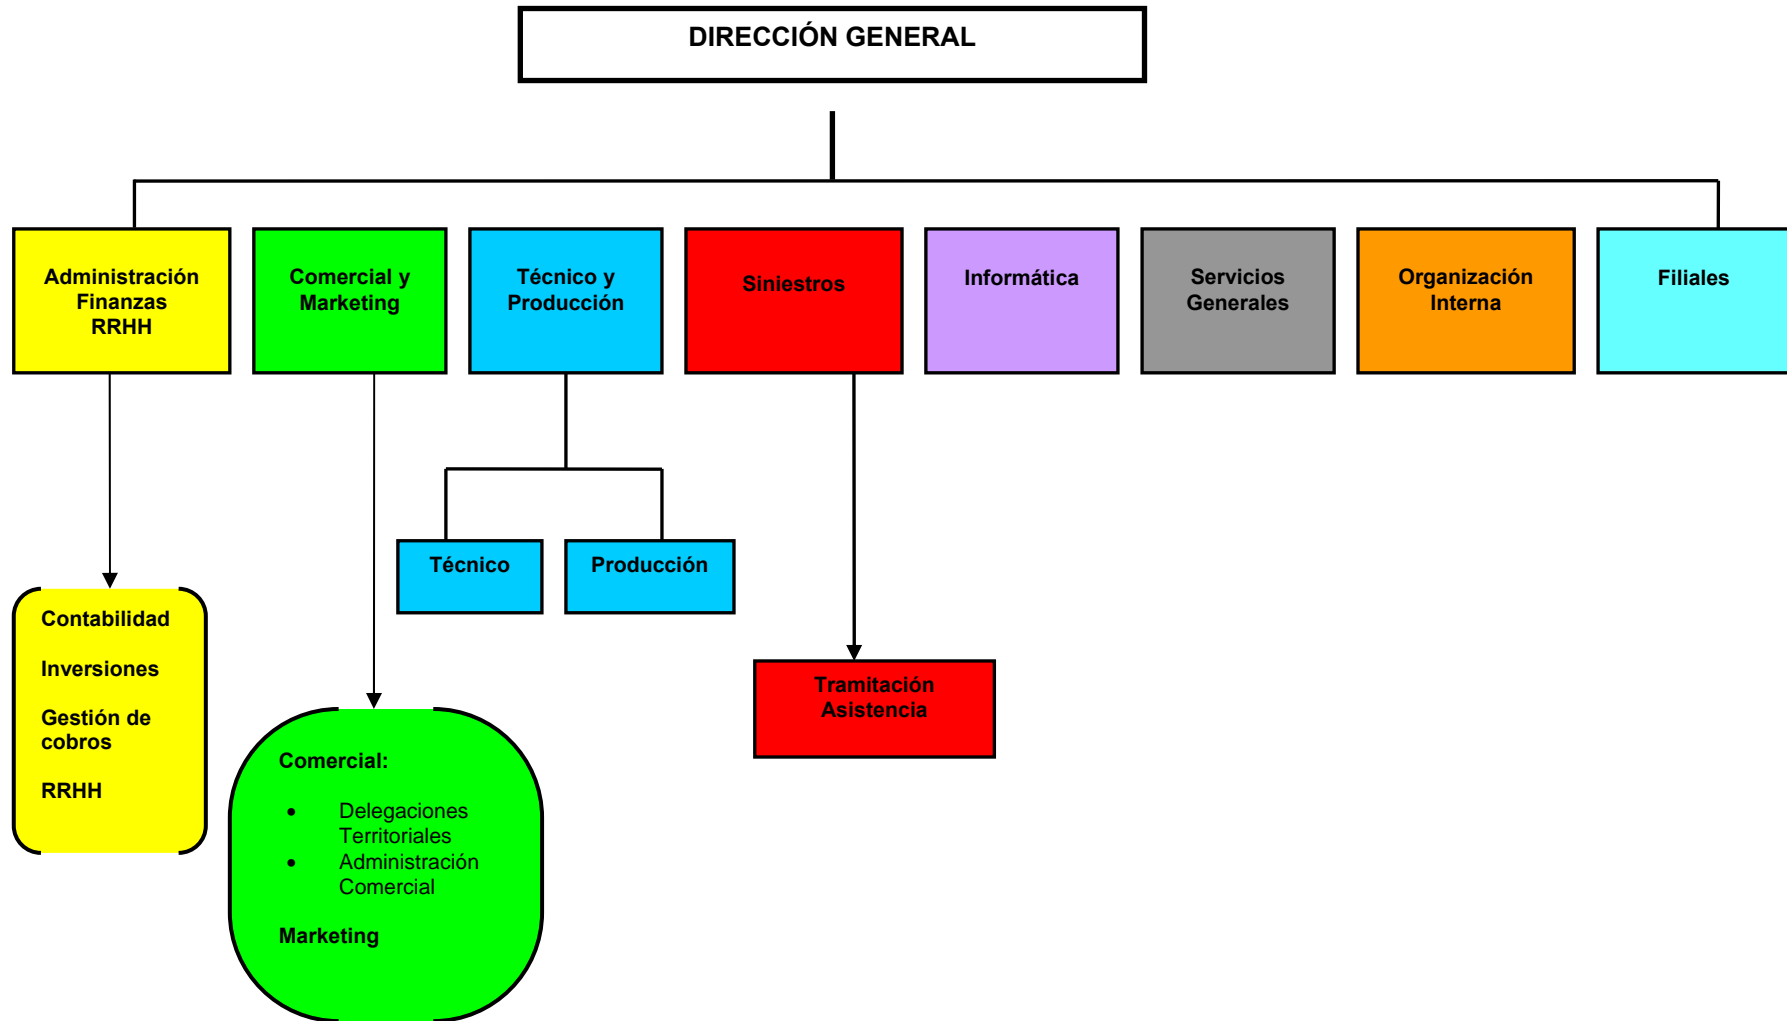 DIRECCIÓN GENERAL
Administración
Finanzas
RRHH
Comercial y
Marketing
Técnico y
Producción
Siniestros
Informática
Servicios
Generales
Organización
Interna
Filiales
Técnico
Producción
Contabilidad
Inversiones
Gestión de
cobros
RRHH
Comercial:
• Delegaciones
Territoriales
• Administración
Comercial
Marketing
Tramitación
Asistencia